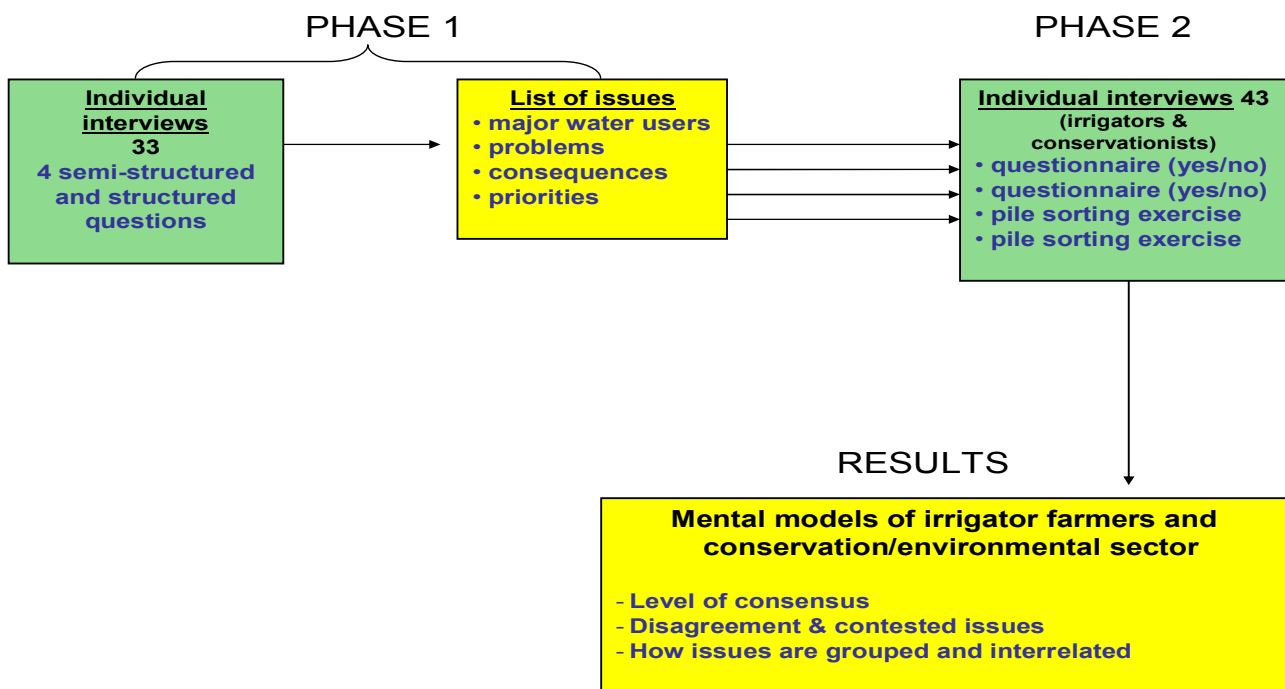 PHASE 1
PHASE 2
Individual
interviews
33
4 semi-structured
and structured
questions
List of issues
• major water users
• problems
• consequences
• priorities
Individual interviews 43
(irrigators &
conservationists)
• questionnaire (yes/no)
• questionnaire (yes/no)
• pile sorting exercise
• pile sorting exercise
RESULTS
Mental models of irrigator farmers and
conservation/environmental sector
- Level of consensus
- Disagreement & contested issues
- How issues are grouped and interrelated